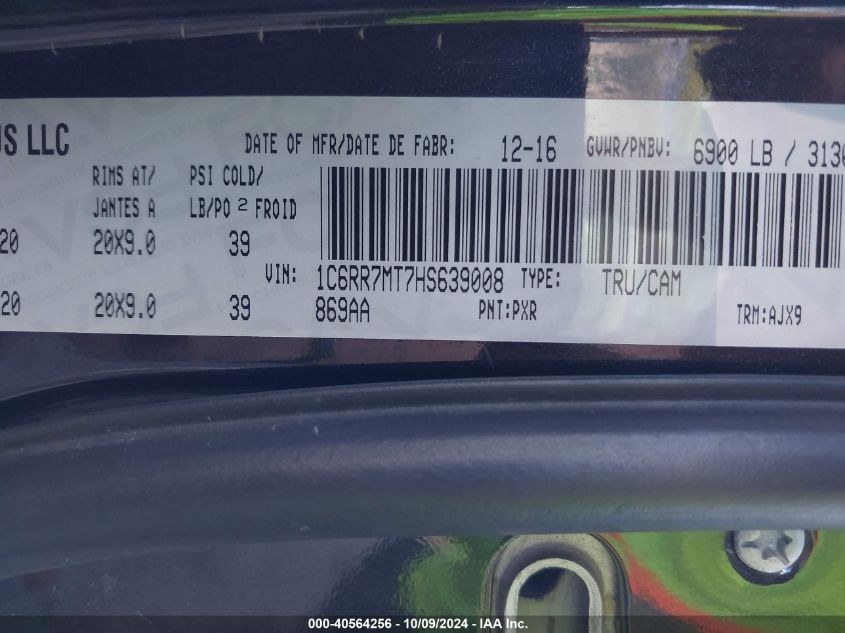 US LLC
DATE OF MFR/DATE DE FABR: 12-16 GVWR/PNBV: 6900 LB / 3130
RIMS AT/ PSI COLD/
JANTES A LB/PO 2 FROID
20 20X9.0 39
VIN: 1C6RR7MT7HS639008 TYPE: TRU/CAM
20 20X9.0 39 869AA PNT:PXR TRM:AJX9
000-40564256 - 10/09/2024 - IAA Inc.